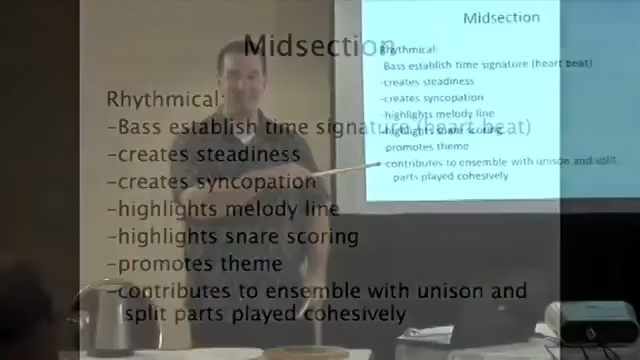 Midsection
Rhythmical:
-Bass establish time signature (heart beat)
-creates steadiness
-creates syncopation
-highlights melody line
-highlights snare scoring
-promotes theme
-contributes to ensemble with unison and
split parts played cohesively
Midsection
Rhythmical:
Bass establish time signature (heart beat)
-creates steadiness
-creates syncopation
-highlights melody line
-highlights snare scoring
promotes theme
-contributes to ensemble with unison and split
parts played cohesively